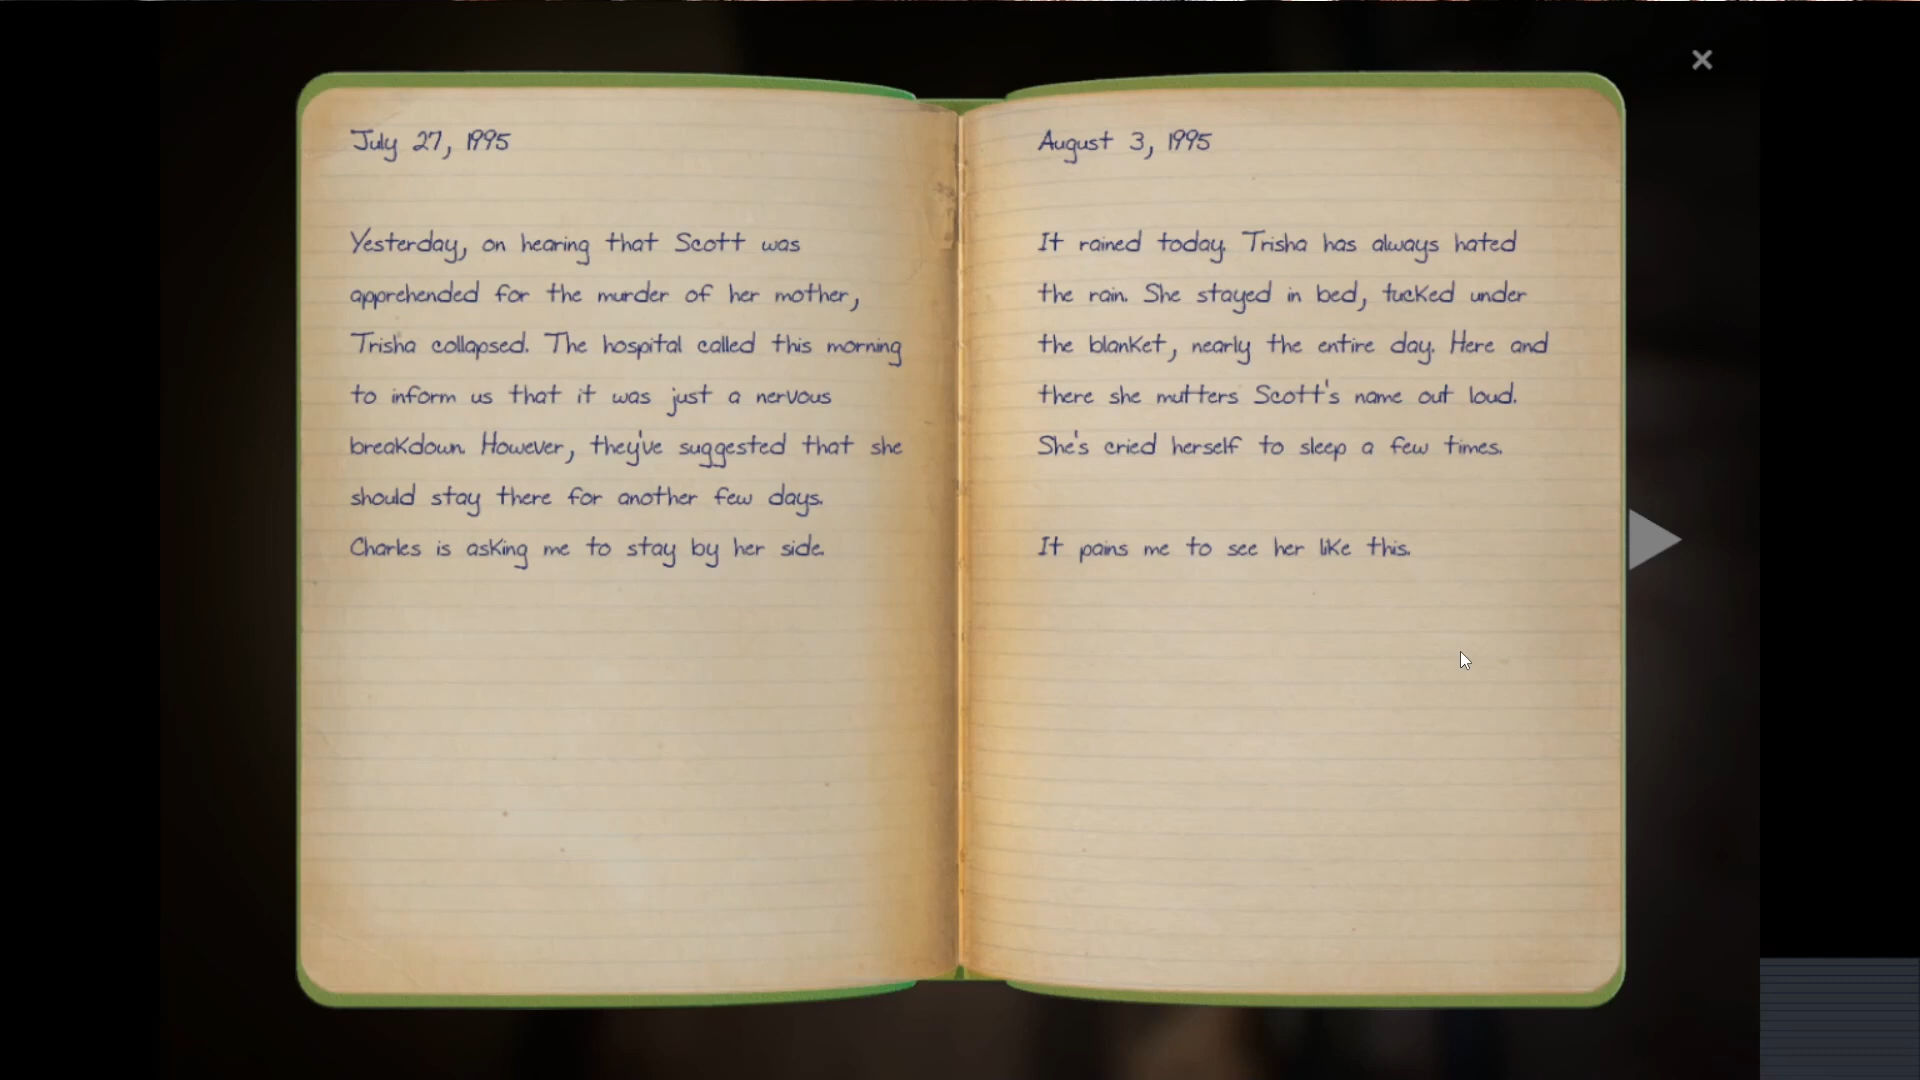 July 27, 1995
Yesterday, on hearing that Scott was
apprehended for the murder of her mother,
Trisha collapsed. The hospital called this morning
to inform us that it was just a nervous
breakdown. However, they've suggested that she
should stay there for another few days.
Charles is asking me to stay by her side.
August 3, 1995
It rained today. Trisha has always hated
the rain. She stayed in bed, tucked under
the blanket, nearly the entire day. Here and
there she mutters Scott's name out loud.
She's cried herself to sleep a few times.
It pains me to see her like this.